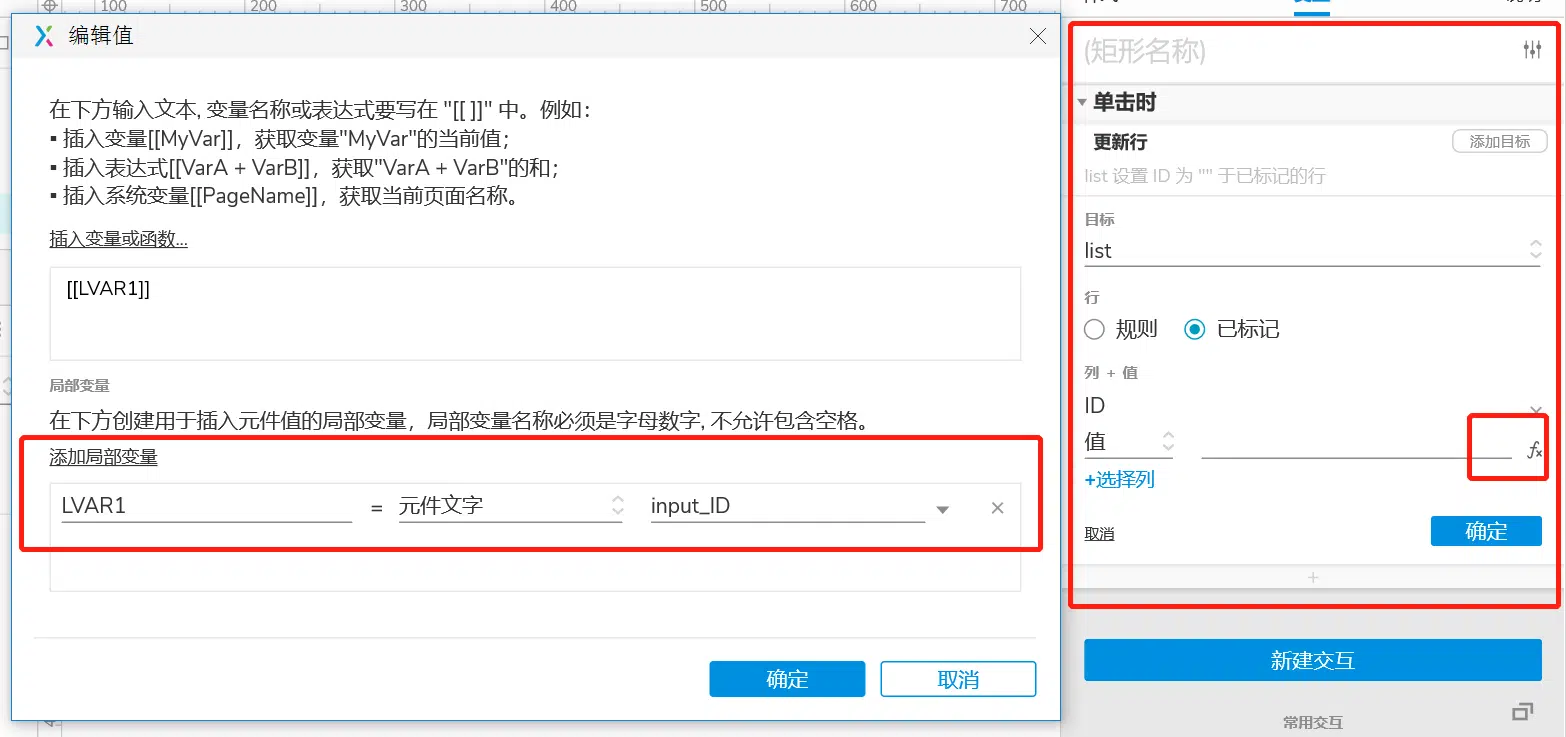 100 200 300 400 500 600 700
编辑值
在下方输入文本, 变量名称或表达式要写在 "[[ ]]" 中。例如：
▪ 插入变量[[MyVar]]，获取变量"MyVar"的当前值；
▪ 插入表达式[[VarA + VarB]]，获取"VarA + VarB"的和；
▪ 插入系统变量[[PageName]]，获取当前页面名称。
插入变量或函数...
[[LVAR1]]
局部变量
在下方创建用于插入元件值的局部变量，局部变量名称必须是字母数字, 不允许包含空格。
添加局部变量
LVAR1 = 元件文字 input_ID
确定 取消
(矩形名称)
单击时
更新行 添加目标
list 设置 ID 为 "" 于已标记的行
目标
list
行
规则 已标记
列 + 值
ID
值 fx
+选择列
取消 确定
+
新建交互
常用交互